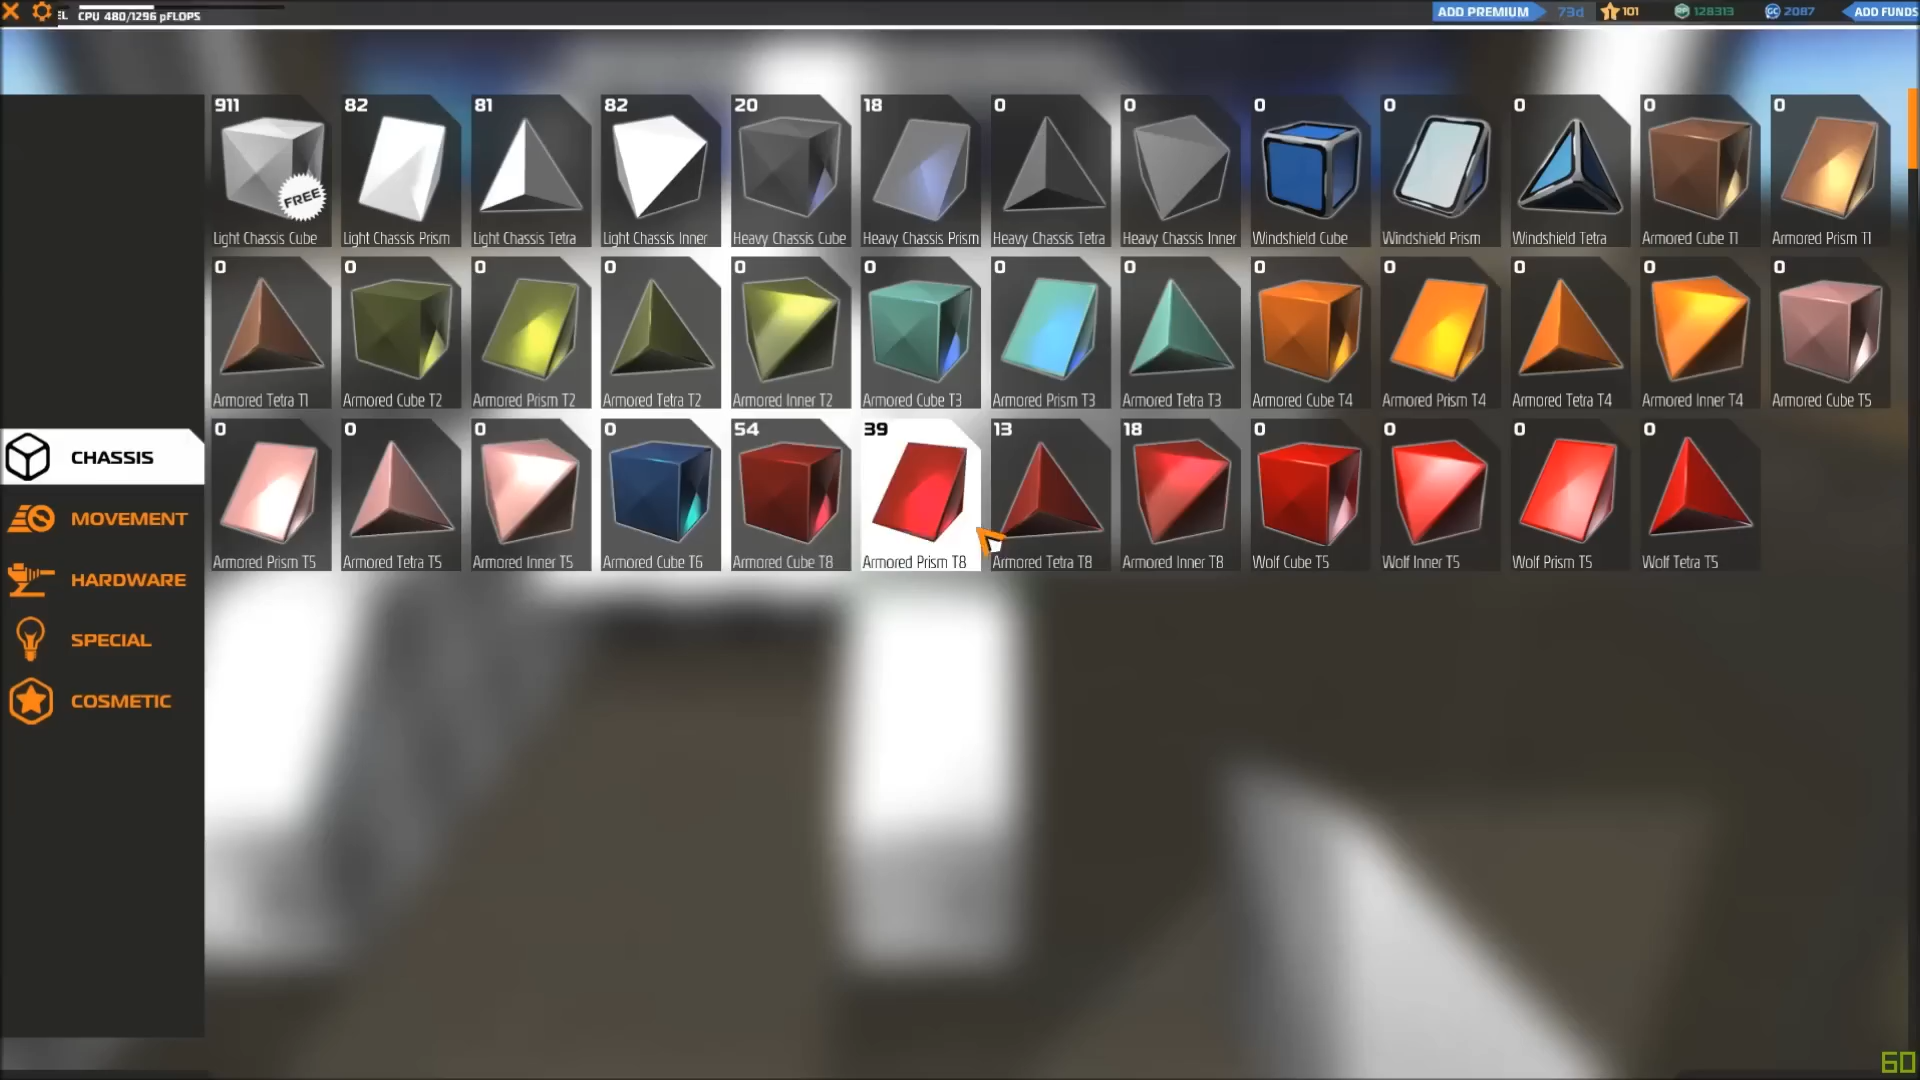 EL CPU 480/1296 pFLOPS ADD PREMIUM 73d 101 128313 GC 2087 ADD FUNDS
911 82 81 82 20 18 0 0 0 0 0 0 0
FREE
Light Chassis Cube Light Chassis Prism Light Chassis Tetra Light Chassis Inner Heavy Chassis Cube Heavy Chassis Prism Heavy Chassis Tetra Heavy Chassis Inner Windshield Cube Windshield Prism Windshield Tetra Armored Cube T1 Armored Prism T1
0 0 0 0 0 0 0 0 0 0 0 0 0
Armored Tetra T1 Armored Cube T2 Armored Prism T2 Armored Tetra T2 Armored Inner T2 Armored Cube T3 Armored Prism T3 Armored Tetra T3 Armored Cube T4 Armored Prism T4 Armored Tetra T4 Armored Inner T4 Armored Cube T5
0 0 0 0 54 39 13 18 0 0 0 0
Armored Prism T5 Armored Tetra T5 Armored Inner T5 Armored Cube T6 Armored Cube T8 Armored Prism T8 Armored Tetra T8 Armored Inner T8 Wolf Cube T5 Wolf Inner T5 Wolf Prism T5 Wolf Tetra T5
CHASSIS
MOVEMENT
HARDWARE
SPECIAL
COSMETIC
60